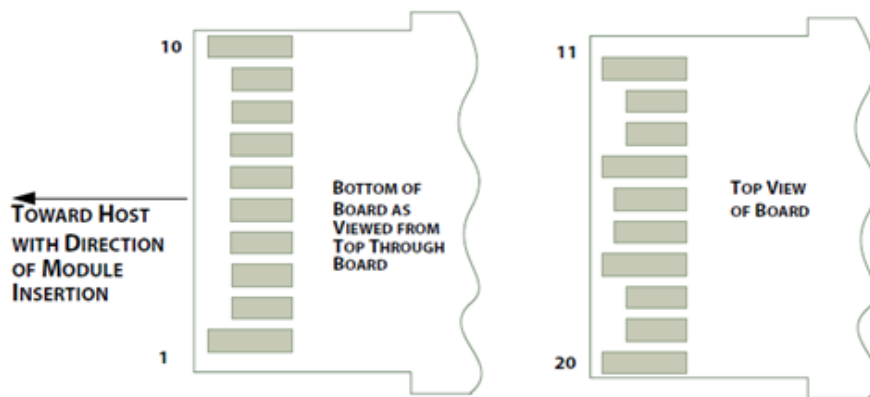 10
BOTTOM OF
BOARD AS
VIEWED FROM
TOP THROUGH
BOARD
TOWARD HOST
WITH DIRECTION
OF MODULE
INSERTION
1
11
TOP VIEW
OF BOARD
20